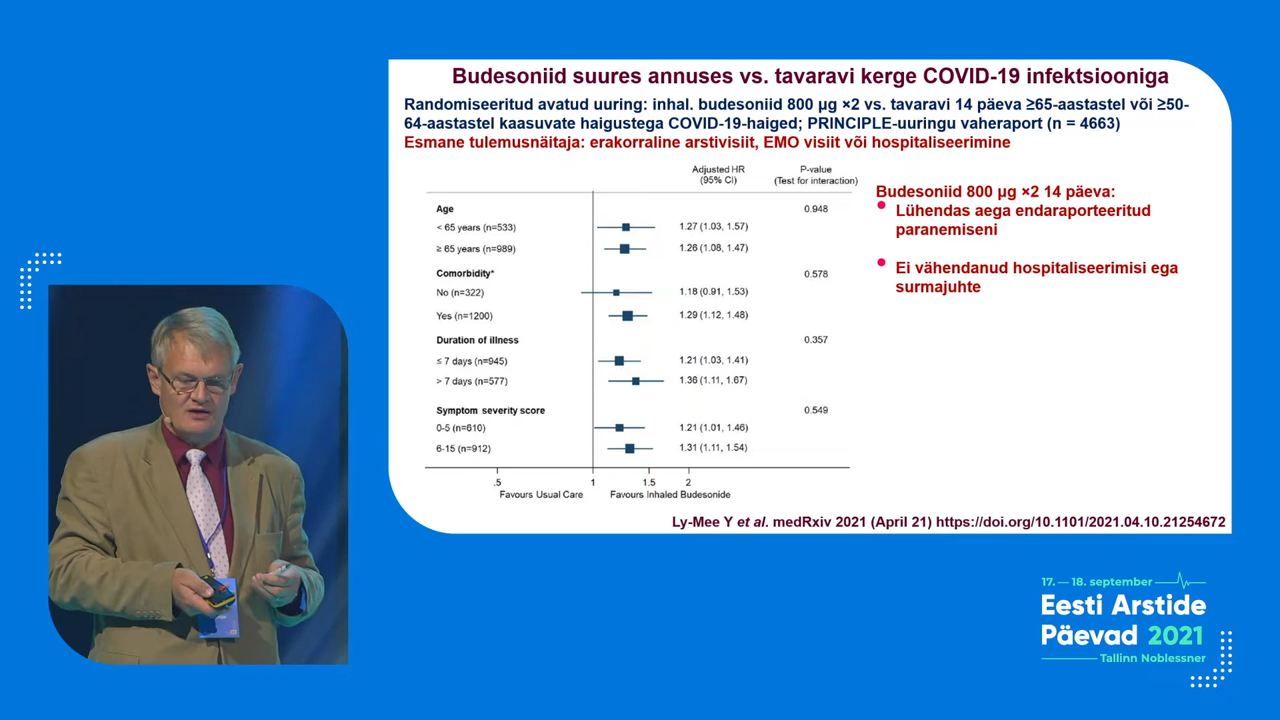 Budesoniid suures annuses vs. tavaravi kerge COVID-19 infektsiooniga
Randomiseeritud avatud uuring: inhal. budesoniid 800 µg ×2 vs. tavaravi 14 päeva ≥65-aastastel või ≥50-
64-aastastel kaasuvate haigustega COVID-19-haiged; PRINCIPLE-uuringu vaheraport (n = 4663)
Esmane tulemusnäitaja: erakorraline arstivisiit, EMO visiit või hospitaliseerimine
Adjusted HR P-value
(95% CI) (Test for interaction)
Age 0.948
< 65 years (n=533) 1.27 (1.03, 1.57)
≥ 65 years (n=989) 1.26 (1.08, 1.47)
Comorbidity* 0.578
No (n=322) 1.18 (0.91, 1.53)
Yes (n=1200) 1.29 (1.12, 1.48)
Duration of illness 0.357
≤ 7 days (n=945) 1.21 (1.03, 1.41)
> 7 days (n=577) 1.36 (1.11, 1.67)
Symptom severity score 0.549
0-5 (n=610) 1.21 (1.01, 1.46)
6-15 (n=912) 1.31 (1.11, 1.54)
.5 1 1.5 2
Favours Usual Care Favours Inhaled Budesonide
Budesoniid 800 µg ×2 14 päeva:
• Lühendas aega endaraporteeritud
paranemiseni
• Ei vähendanud hospitaliseerimisi ega
surmajuhte
Ly-Mee Y et al. medRxiv 2021 (April 21) https://doi.org/10.1101/2021.04.10.21254672
17. — 18. september
Eesti Arstide
Päevad 2021
Tallinn Noblessner